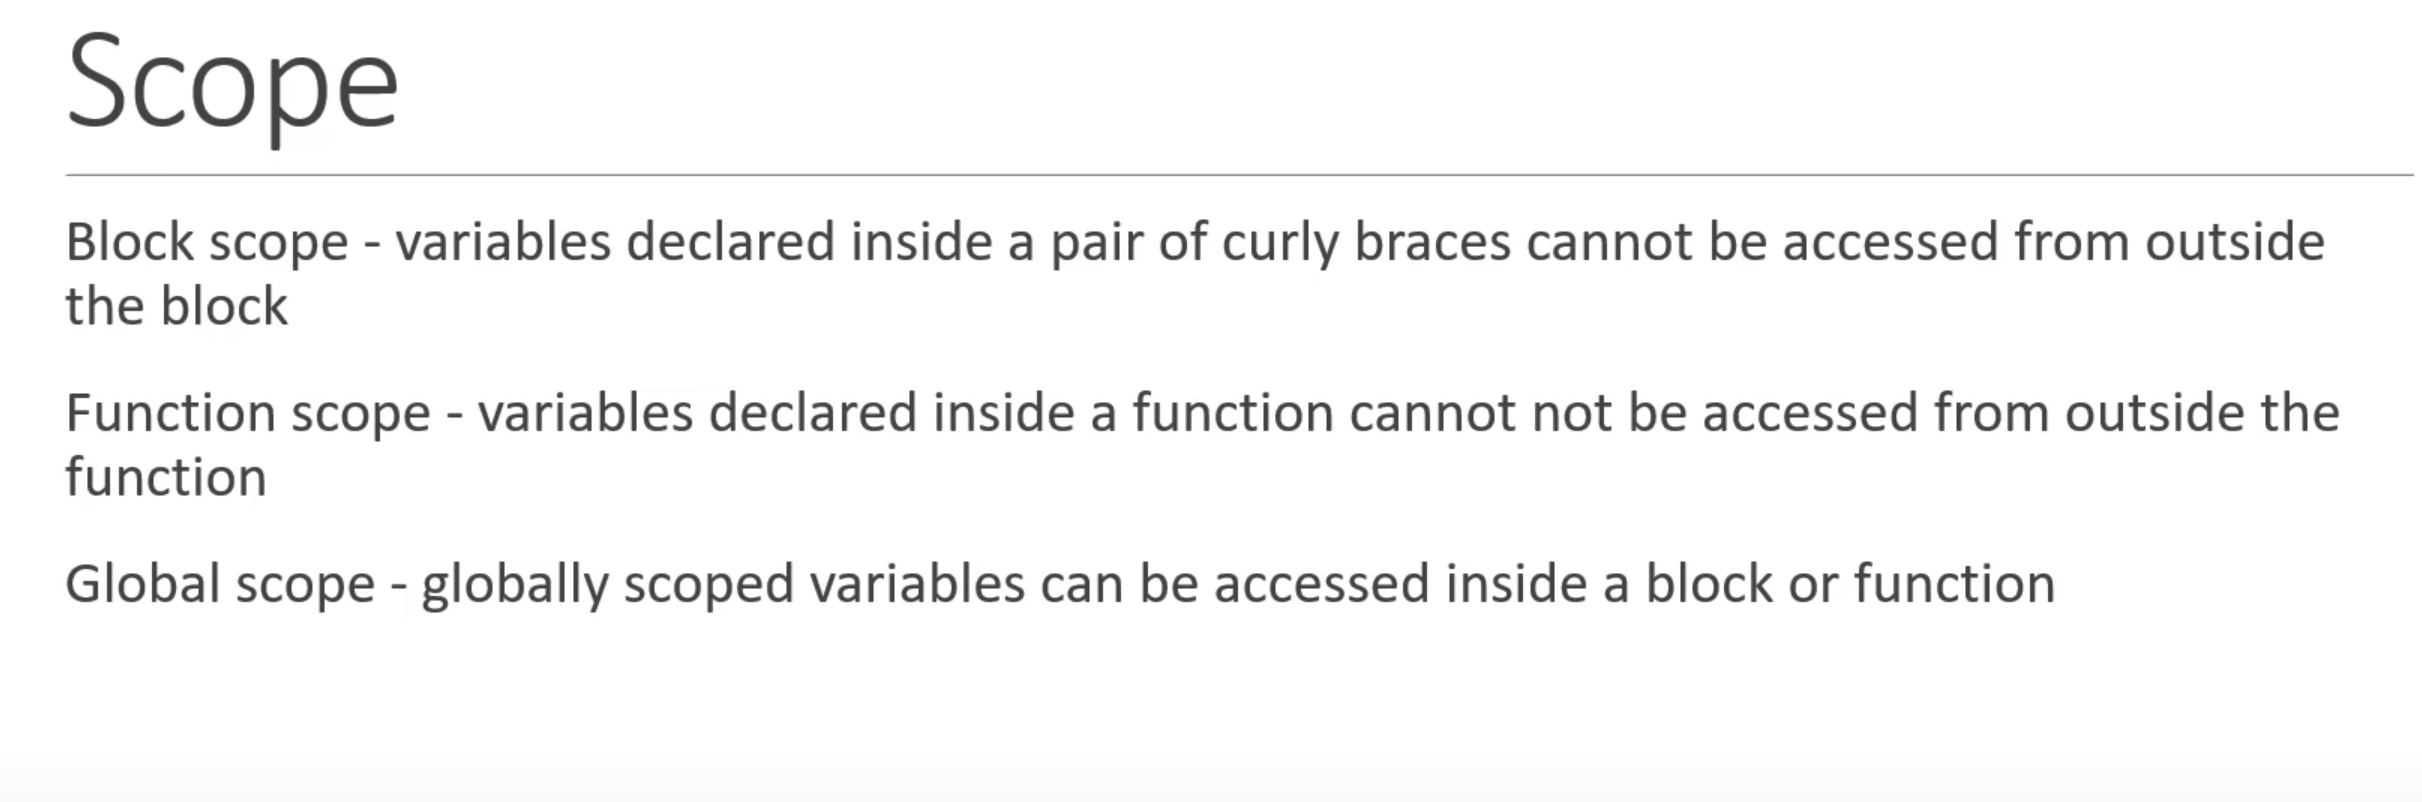 Scope
Block scope - variables declared inside a pair of curly braces cannot be accessed from outside
the block
Function scope - variables declared inside a function cannot not be accessed from outside the
function
Global scope - globally scoped variables can be accessed inside a block or function